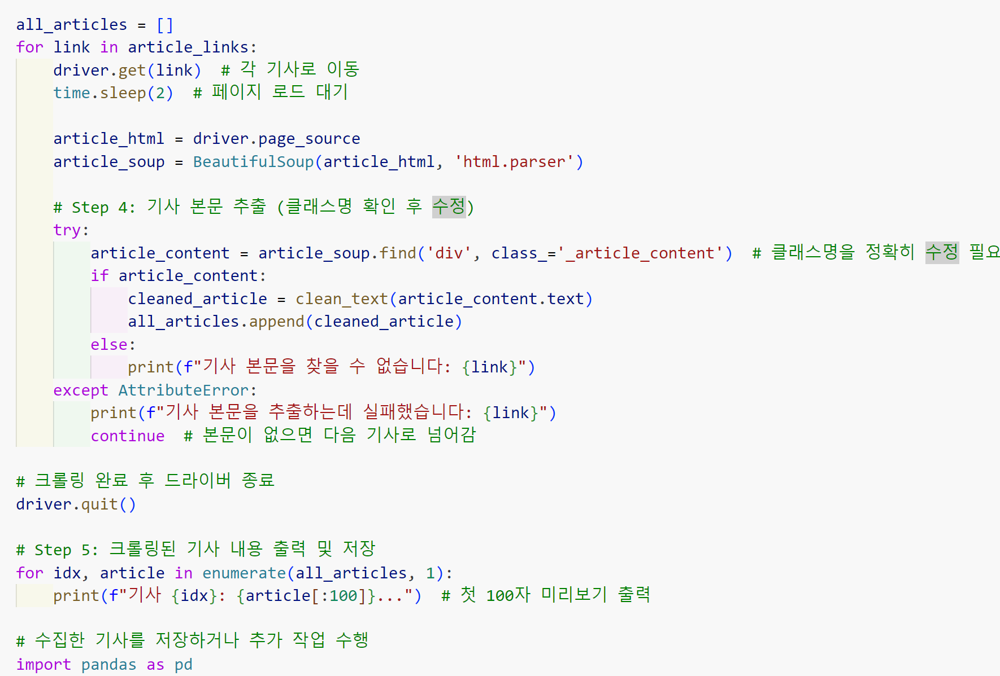 all_articles = []
for link in article_links:
    driver.get(link)  # 각 기사로 이동
    time.sleep(2)  # 페이지 로드 대기

    article_html = driver.page_source
    article_soup = BeautifulSoup(article_html, 'html.parser')

    # Step 4: 기사 본문 추출 (클래스명 확인 후 수정)
    try:
        article_content = article_soup.find('div', class_='_article_content')  # 클래스명을 정확히 수정 필요
        if article_content:
            cleaned_article = clean_text(article_content.text)
            all_articles.append(cleaned_article)
        else:
            print(f"기사 본문을 찾을 수 없습니다: {link}")
    except AttributeError:
        print(f"기사 본문을 추출하는데 실패했습니다: {link}")
        continue  # 본문이 없으면 다음 기사로 넘어감

# 크롤링 완료 후 드라이버 종료
driver.quit()

# Step 5: 크롤링된 기사 내용 출력 및 저장
for idx, article in enumerate(all_articles, 1):
    print(f"기사 {idx}: {article[:100]}...")  # 첫 100자 미리보기 출력

# 수집한 기사를 저장하거나 추가 작업 수행
import pandas as pd